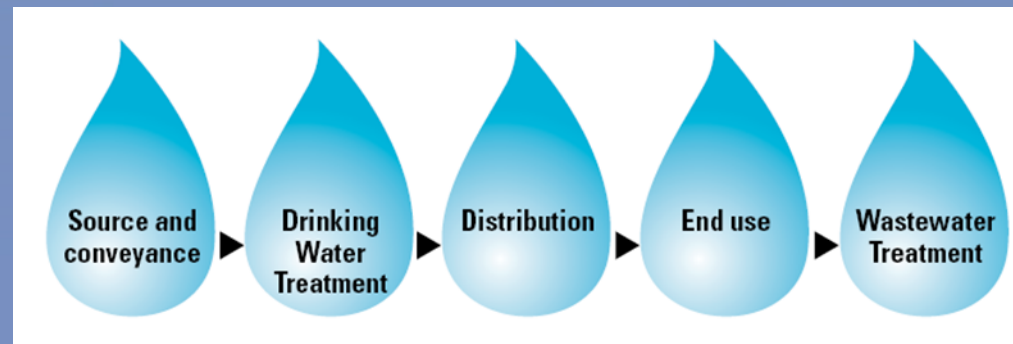 Source and
conveyance
Drinking
Water
Treatment
Distribution
End use
Wastewater
Treatment